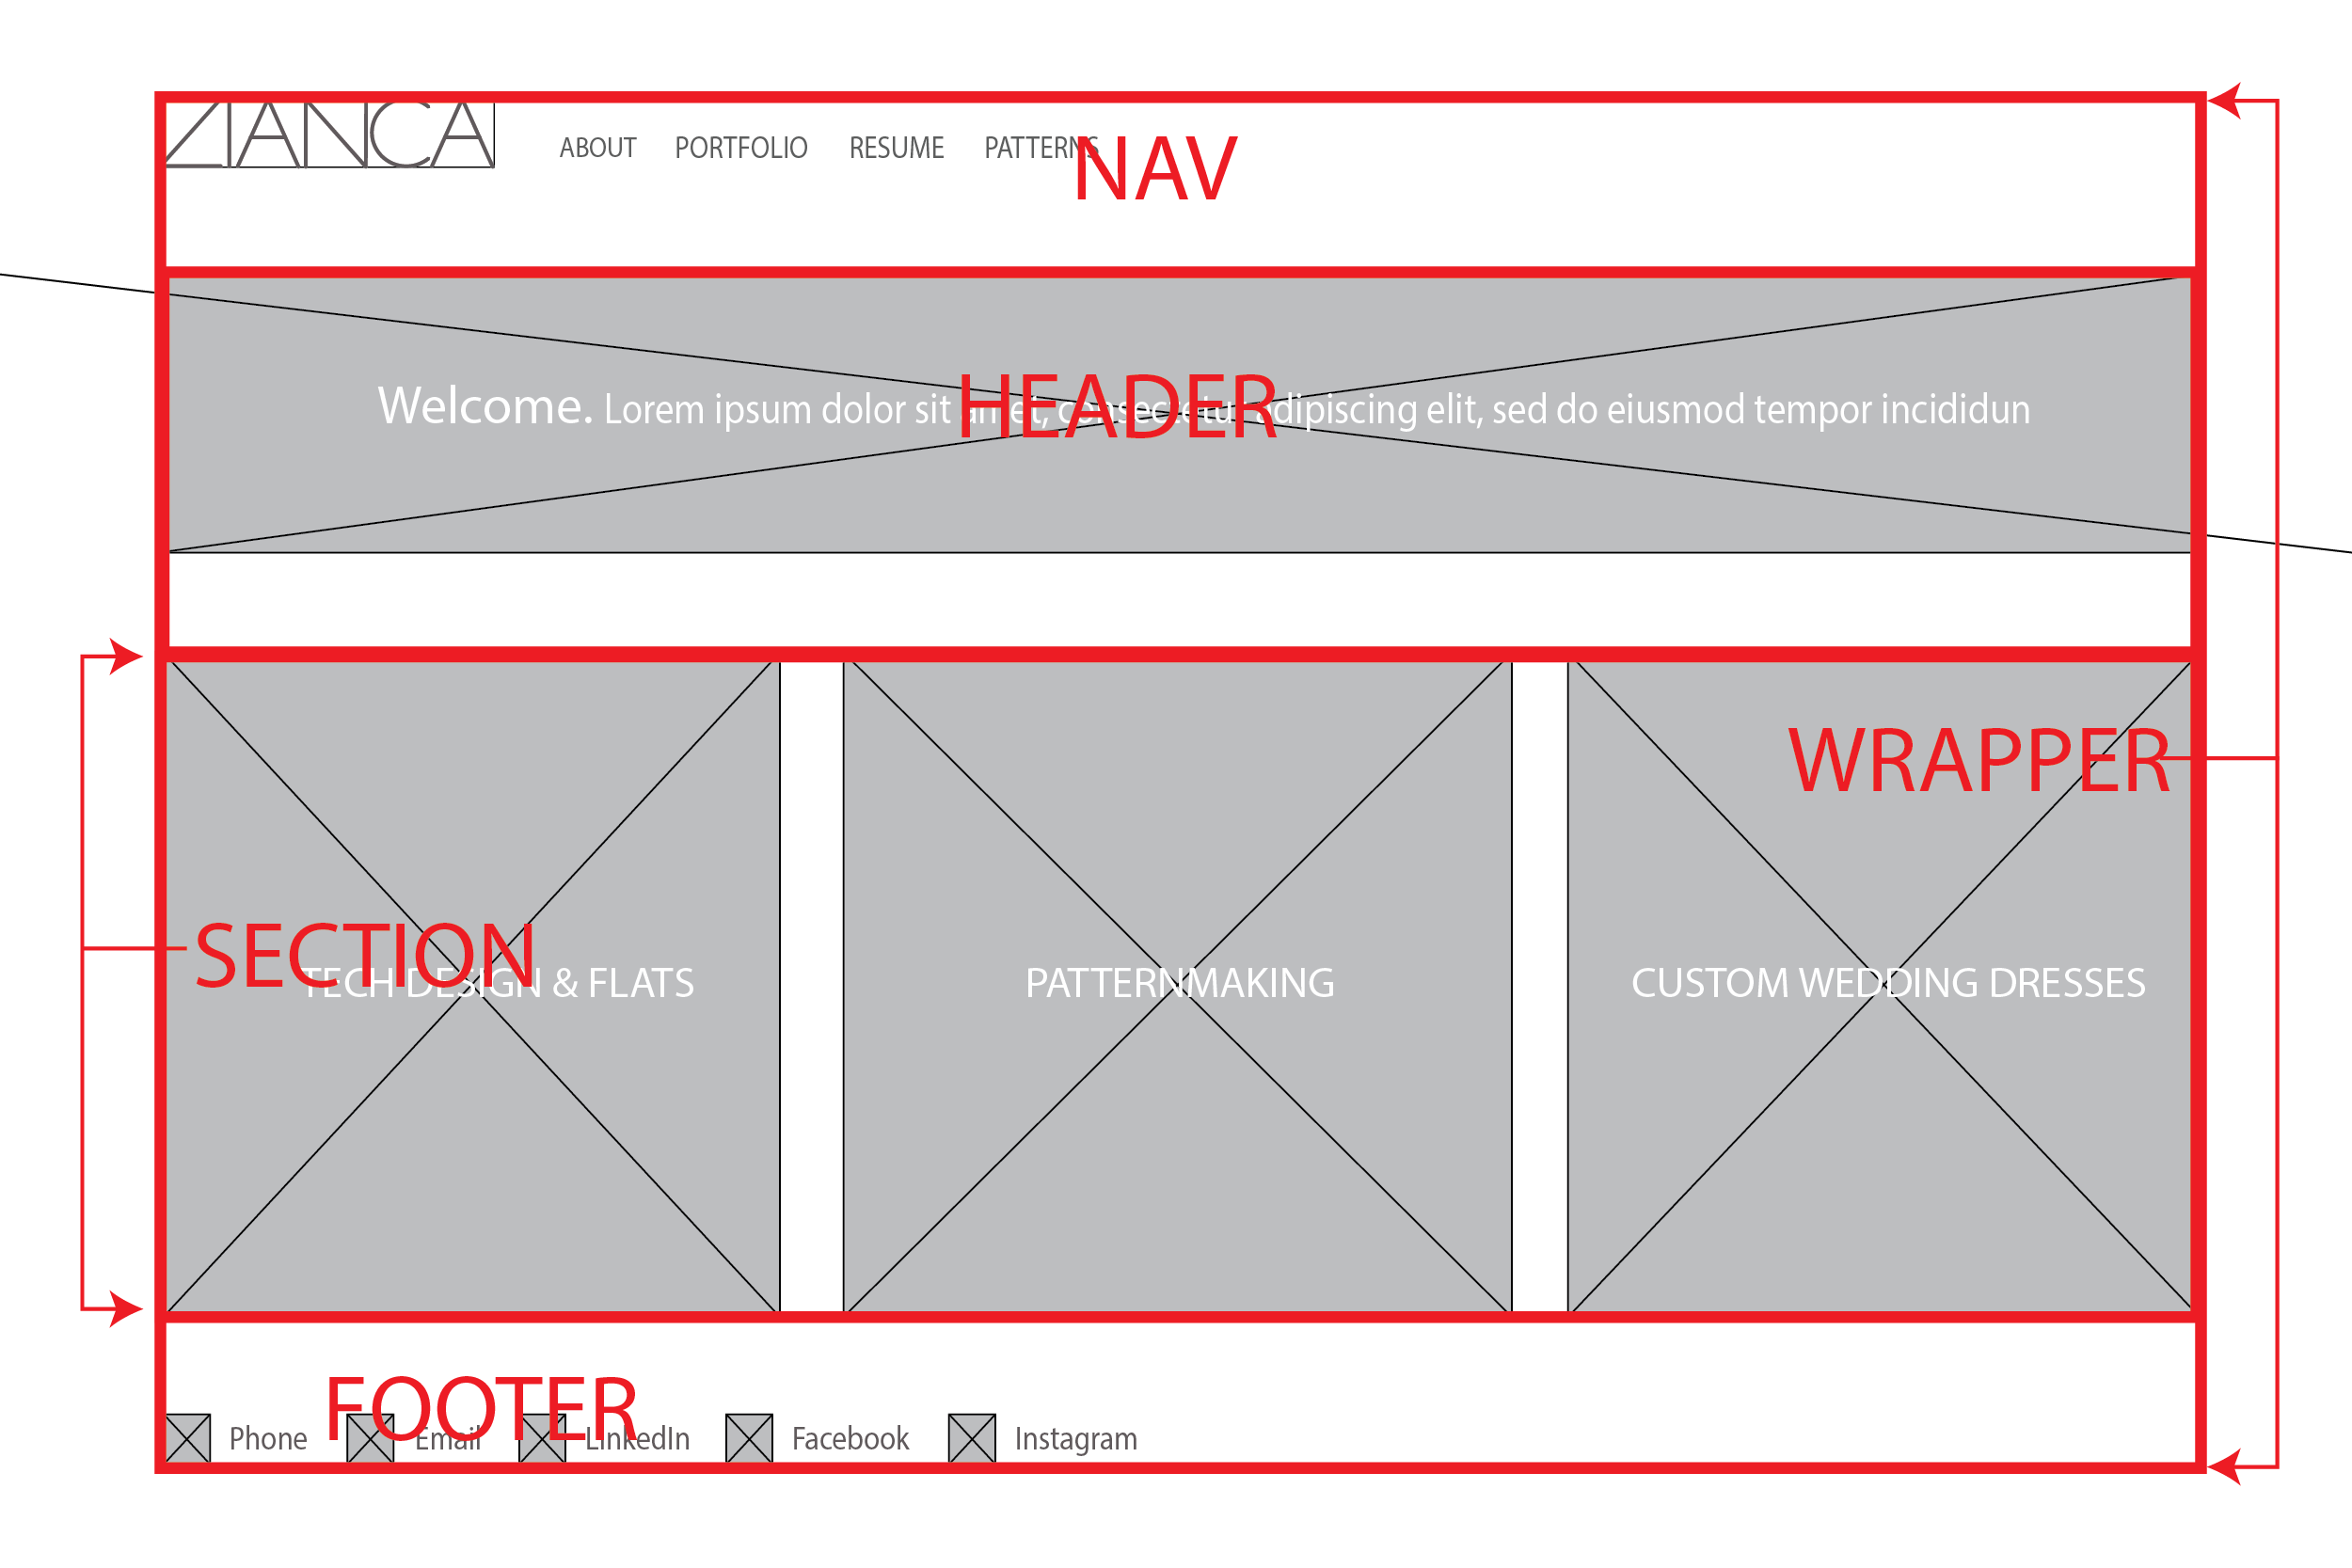 ZIANCA
ABOUT PORTFOLIO RESUME PATTERNS
NAV
Welcome. Lorem ipsum dolor sit amet, consectetur adipiscing elit, sed do eiusmod tempor incididun
HEADER
WRAPPER
SECTION
TECH DESIGN & FLATS
PATTERNMAKING
CUSTOM WEDDING DRESSES
FOOTER
Phone Email LinkedIn Facebook Instagram